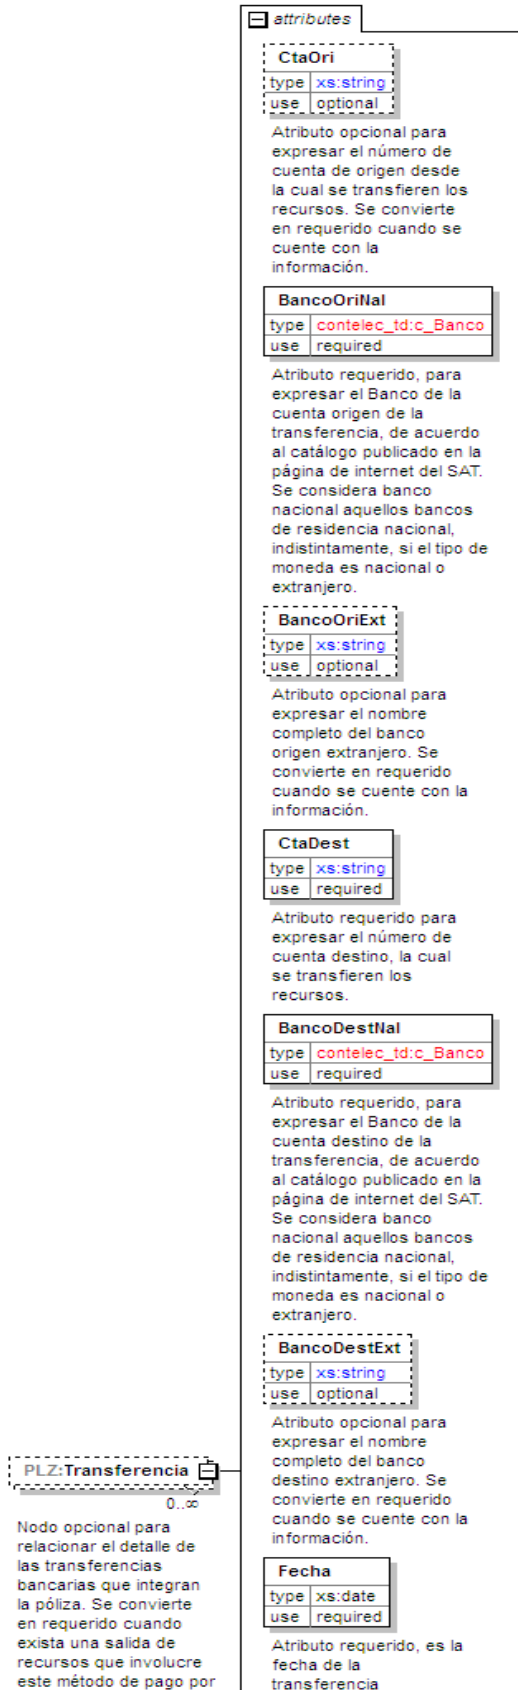 attributes
CtaOri
type xs:string
use optional
Atributo opcional para
expresar el número de
cuenta de origen desde
la cual se transfieren los
recursos. Se convierte
en requerido cuando se
cuente con la
información.
BancoOriNal
type contelec_td:c_Banco
use required
Atributo requerido, para
expresar el Banco de la
cuenta origen de la
transferencia, de acuerdo
al catálogo publicado en la
página de internet del SAT.
Se considera banco
nacional aquellos bancos
de residencia nacional,
indistintamente, si el tipo de
moneda es nacional o
extranjero.
BancoOriExt
type xs:string
use optional
Atributo opcional para
expresar el nombre
completo del banco
origen extranjero. Se
convierte en requerido
cuando se cuente con la
información.
CtaDest
type xs:string
use required
Atributo requerido para
expresar el número de
cuenta destino, la cual
se transfieren los
recursos.
BancoDestNal
type contelec_td:c_Banco
use required
Atributo requerido, para
expresar el Banco de la
cuenta destino de la
transferencia, de acuerdo
al catálogo publicado en la
página de internet del SAT.
Se considera banco
nacional aquellos bancos
de residencia nacional,
indistintamente, si el tipo de
moneda es nacional o
extranjero.
BancoDestExt
type xs:string
use optional
Atributo opcional para
expresar el nombre
completo del banco
destino extranjero. Se
convierte en requerido
cuando se cuente con la
información.
Fecha
type xs:date
use required
Atributo requerido, es la
fecha de la
transferencia
PLZ:Transferencia
0..∞
Nodo opcional para
relacionar el detalle de
las transferencias
bancarias que integran
la póliza. Se convierte
en requerido cuando
exista una salida de
recursos que involucre
este método de pago por